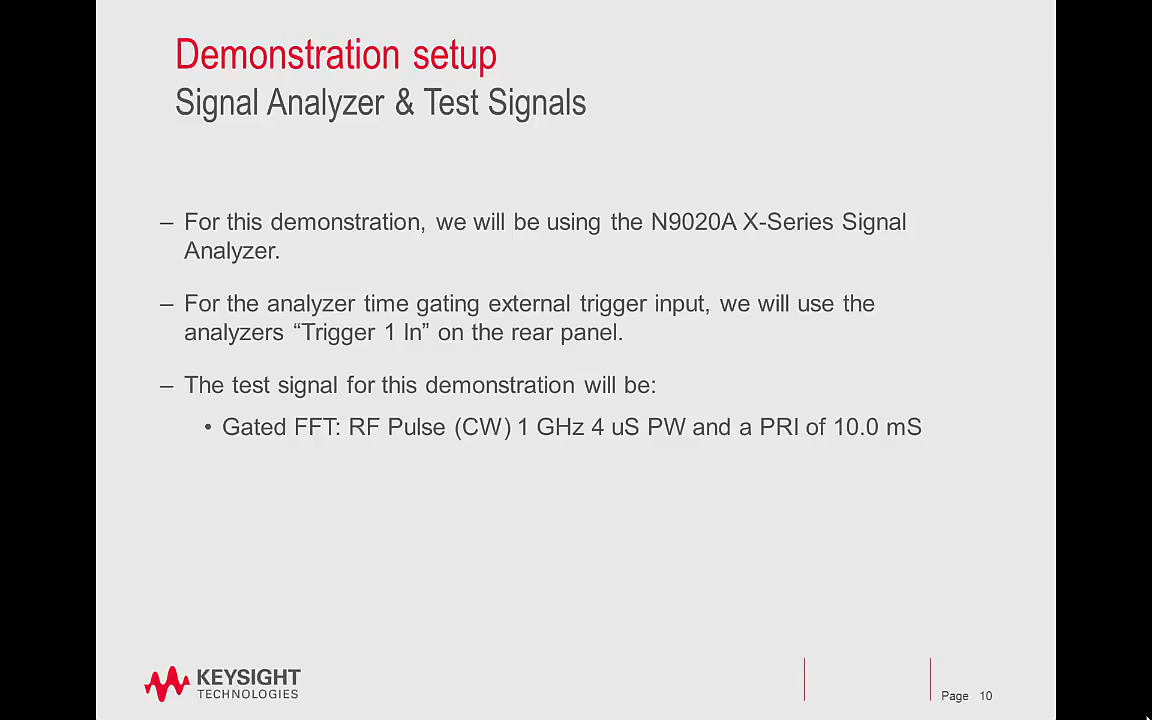 Demonstration setup
Signal Analyzer & Test Signals
– For this demonstration, we will be using the N9020A X-Series Signal
Analyzer.
– For the analyzer time gating external trigger input, we will use the
analyzers “Trigger 1 In” on the rear panel.
– The test signal for this demonstration will be:
• Gated FFT: RF Pulse (CW) 1 GHz 4 uS PW and a PRI of 10.0 mS
KEYSIGHT
TECHNOLOGIES
Page 10